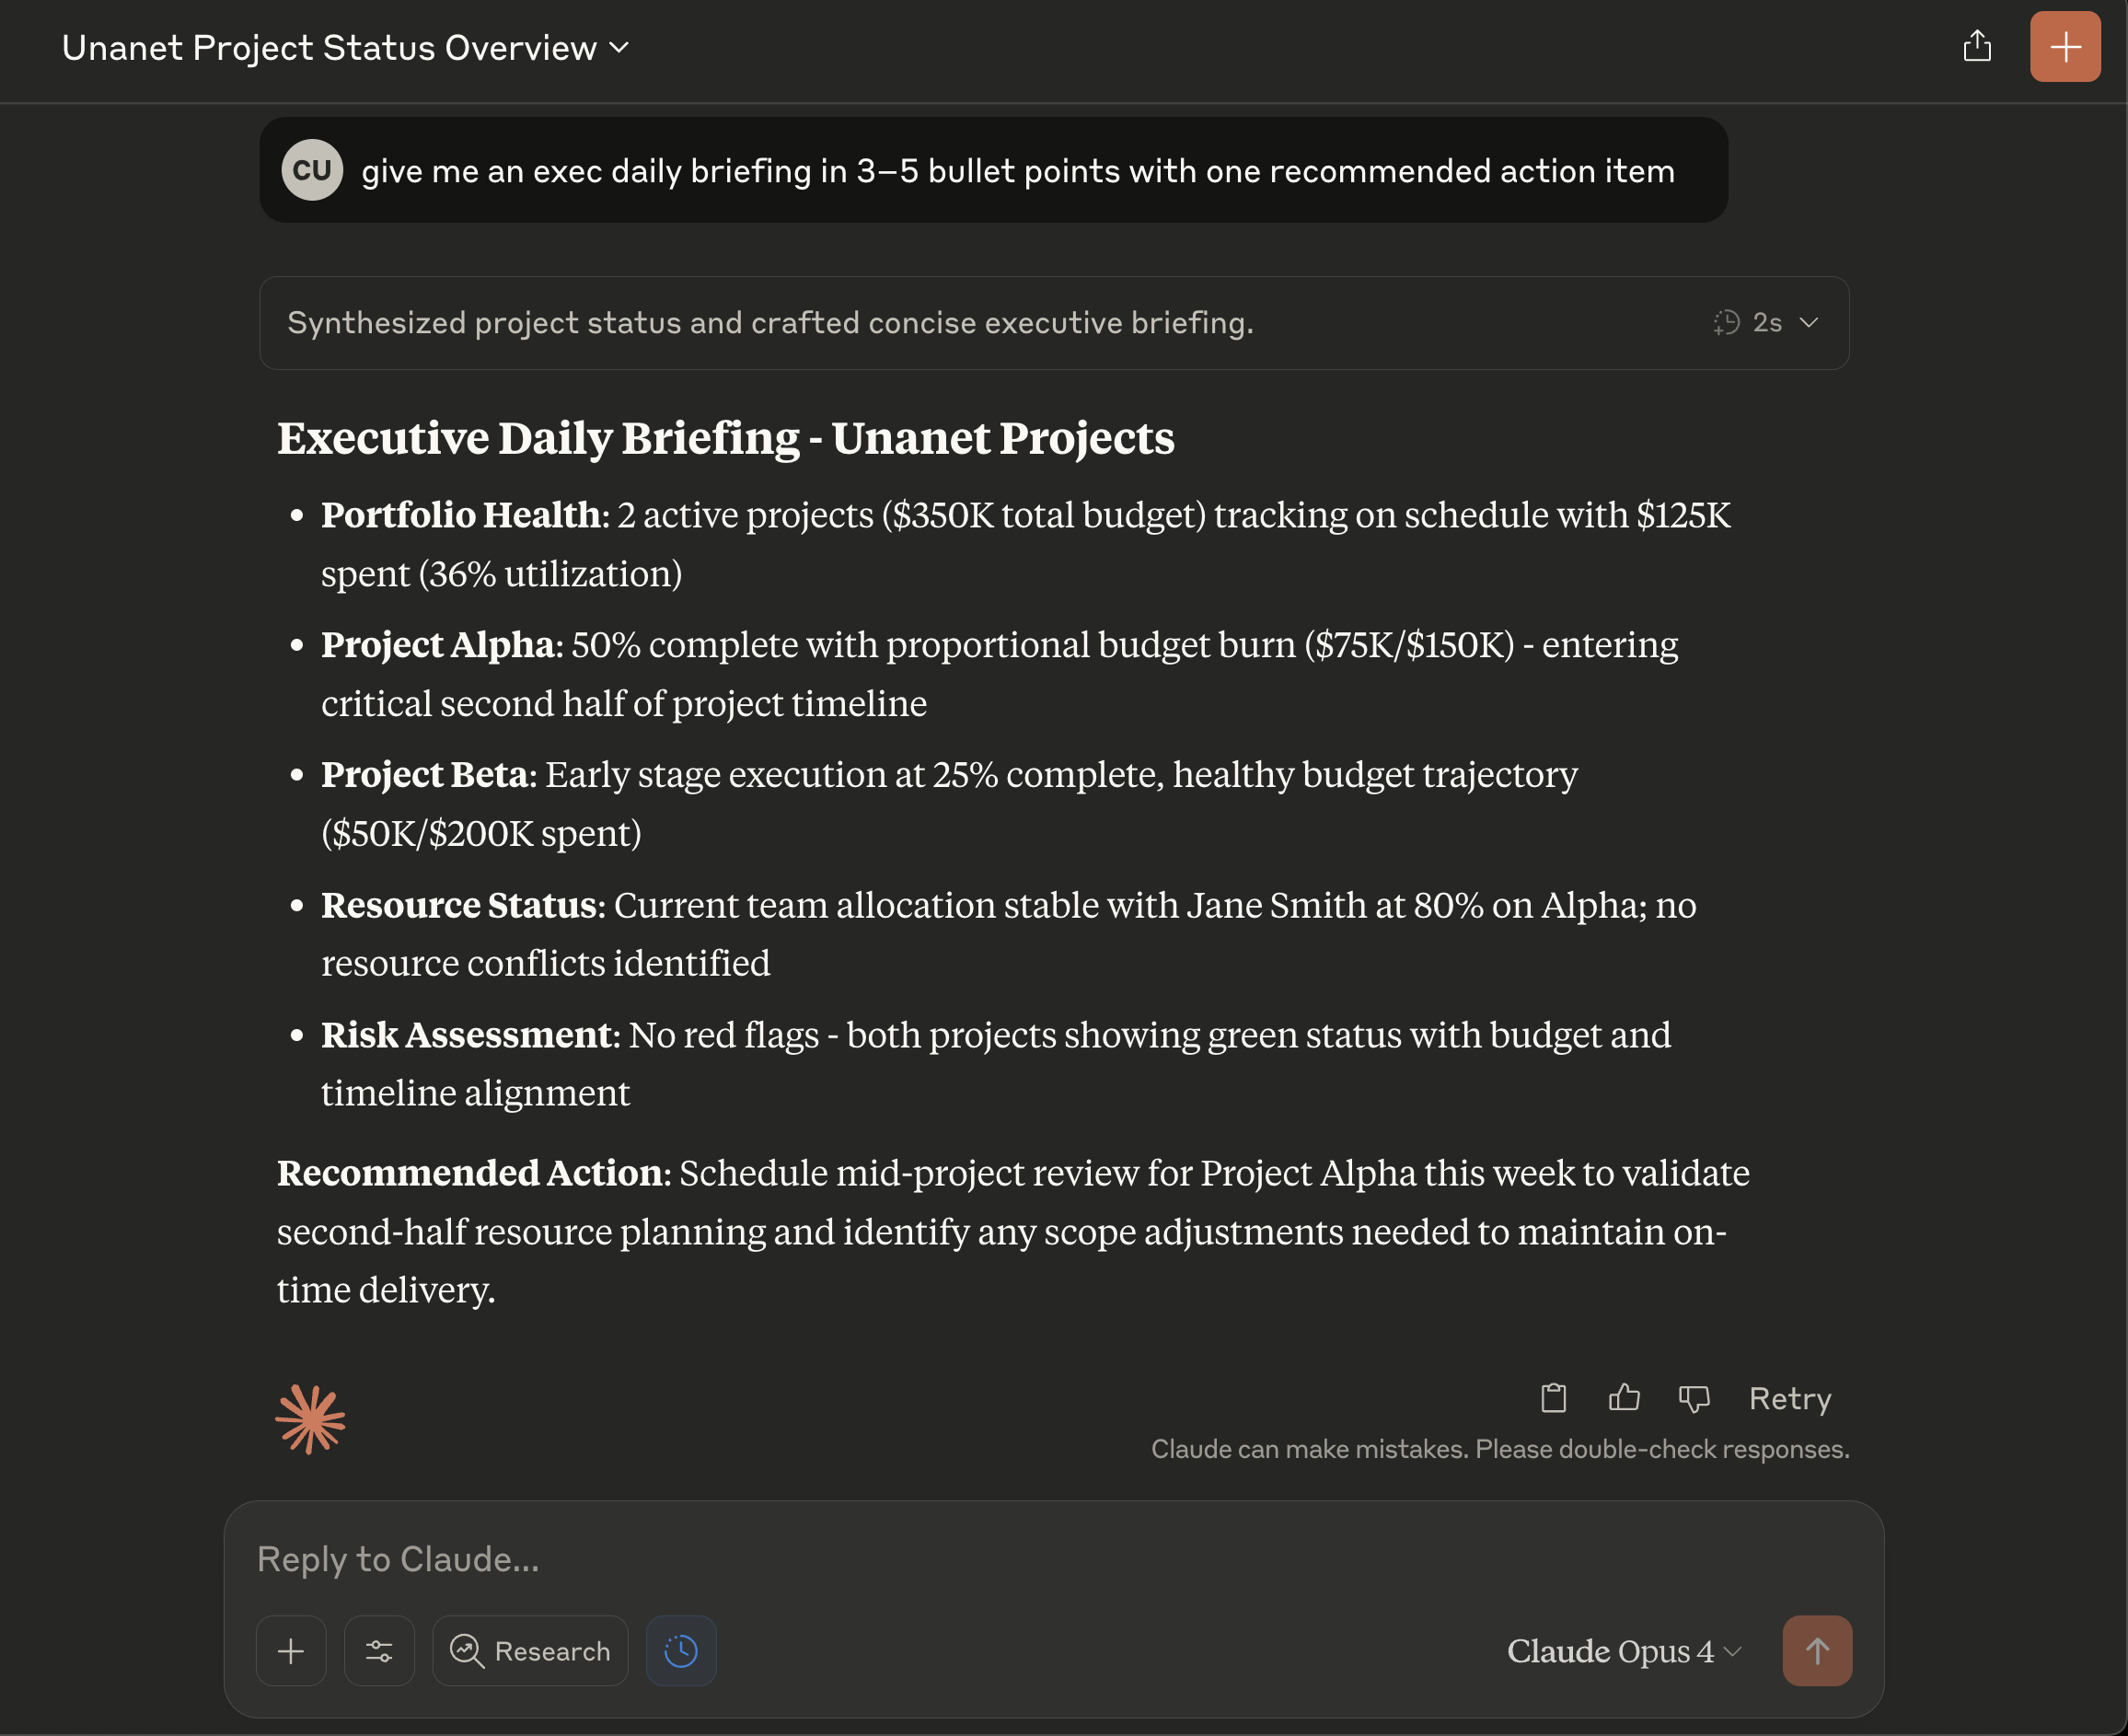 Unanet Project Status Overview
CU give me an exec daily briefing in 3–5 bullet points with one recommended action item
Synthesized project status and crafted concise executive briefing. 2s
Executive Daily Briefing - Unanet Projects
• Portfolio Health: 2 active projects ($350K total budget) tracking on schedule with $125K
spent (36% utilization)
• Project Alpha: 50% complete with proportional budget burn ($75K/$150K) - entering
critical second half of project timeline
• Project Beta: Early stage execution at 25% complete, healthy budget trajectory
($50K/$200K spent)
• Resource Status: Current team allocation stable with Jane Smith at 80% on Alpha; no
resource conflicts identified
• Risk Assessment: No red flags - both projects showing green status with budget and
timeline alignment
Recommended Action: Schedule mid-project review for Project Alpha this week to validate
second-half resource planning and identify any scope adjustments needed to maintain on-
time delivery.
Retry
Claude can make mistakes. Please double-check responses.
Reply to Claude...
Research
Claude Opus 4